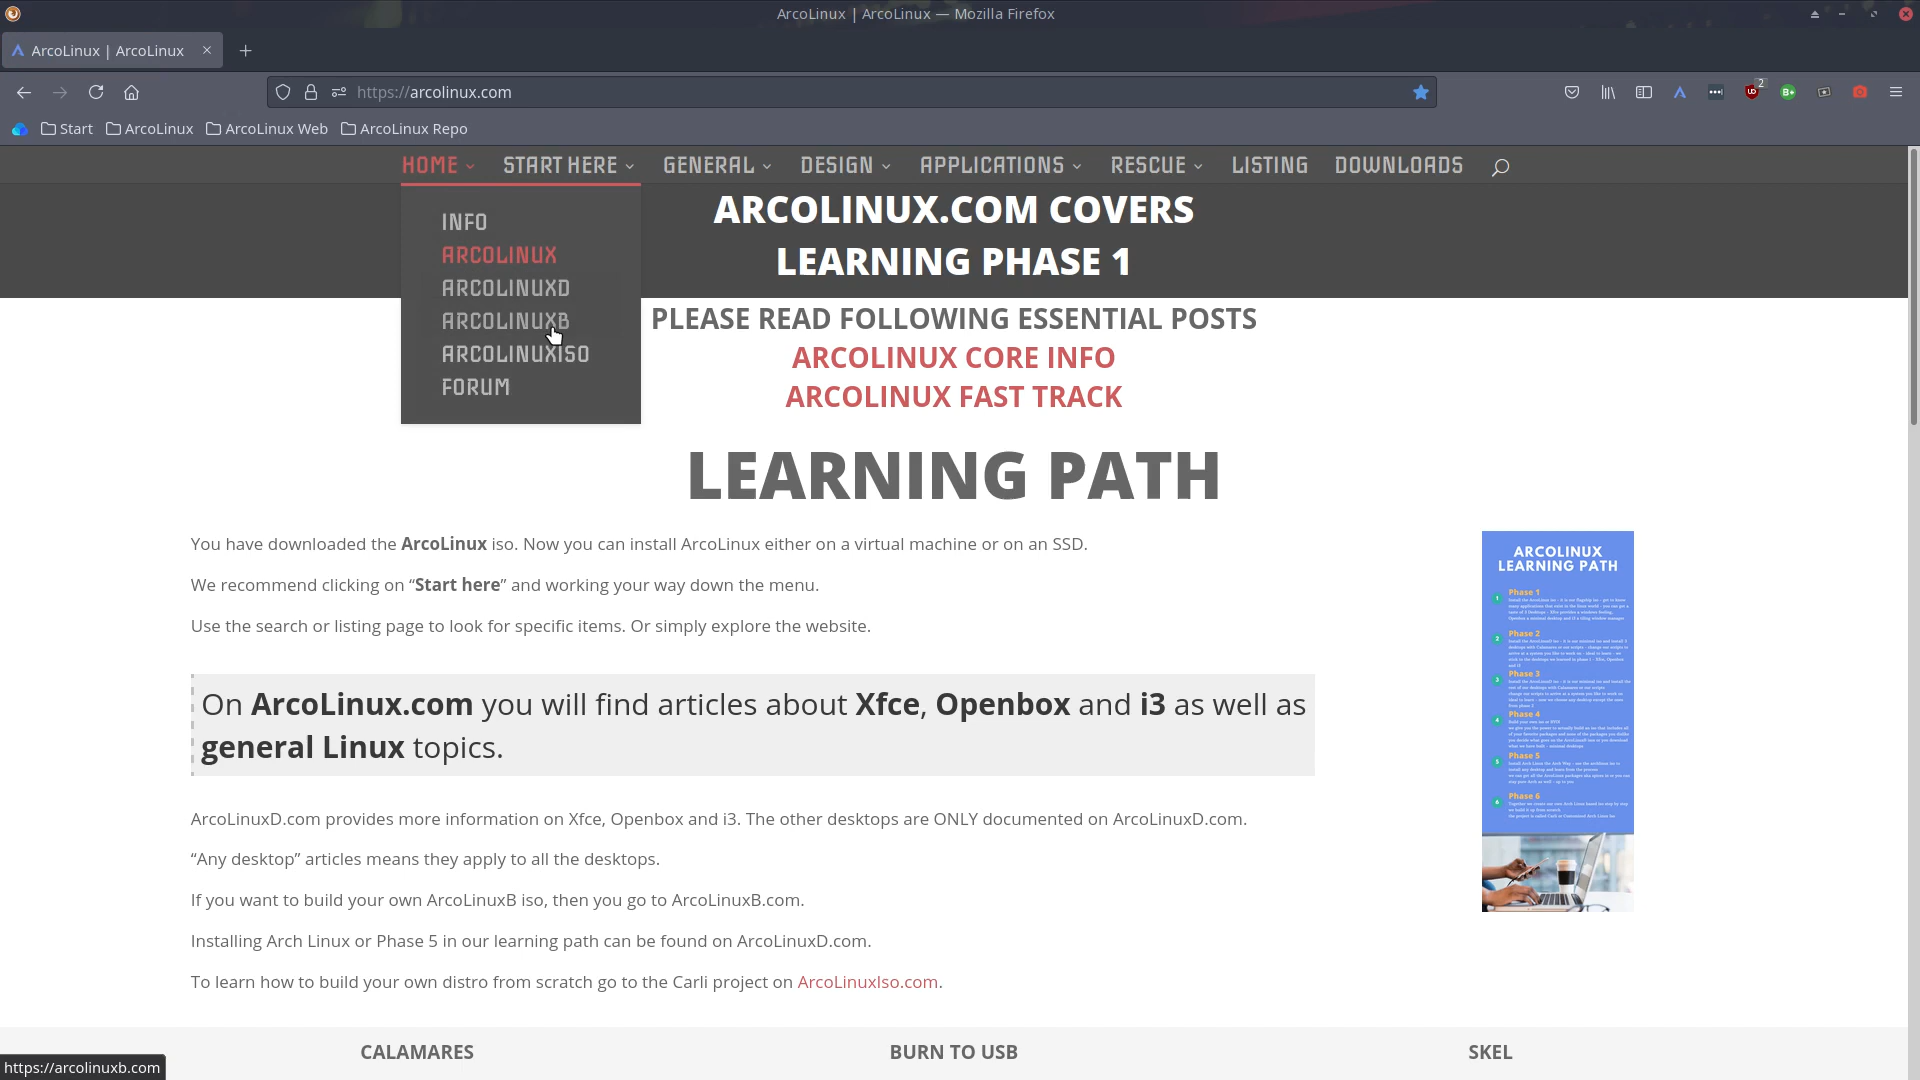 ArcoLinux | ArcoLinux — Mozilla Firefox
ArcoLinux | ArcoLinux
https://arcolinux.com
2
Start
ArcoLinux
ArcoLinux Web
ArcoLinux Repo
HOME
START HERE
GENERAL
DESIGN
APPLICATIONS
RESCUE
LISTING
DOWNLOADS
INFO
ARCOLINUX
ARCOLINUXD
ARCOLINUXB
ARCOLINUXISO
FORUM
ARCOLINUX.COM COVERS
LEARNING PHASE 1
PLEASE READ FOLLOWING ESSENTIAL POSTS
ARCOLINUX CORE INFO
ARCOLINUX FAST TRACK
LEARNING PATH
You have downloaded the ArcoLinux iso. Now you can install ArcoLinux either on a virtual machine or on an SSD.
We recommend clicking on “Start here” and working your way down the menu.
Use the search or listing page to look for specific items. Or simply explore the website.
On ArcoLinux.com you will find articles about Xfce, Openbox and i3 as well as
general Linux topics.
ArcoLinuxD.com provides more information on Xfce, Openbox and i3. The other desktops are ONLY documented on ArcoLinuxD.com.
“Any desktop” articles means they apply to all the desktops.
If you want to build your own ArcoLinuxB iso, then you go to ArcoLinuxB.com.
Installing Arch Linux or Phase 5 in our learning path can be found on ArcoLinuxD.com.
To learn how to build your own distro from scratch go to the Carli project on ArcoLinuxIso.com.
ARCOLINUX
LEARNING PATH
Phase 1
Phase 2
Phase 3
Phase 4
Phase 5
Phase 6
CALAMARES
BURN TO USB
SKEL
https://arcolinuxb.com